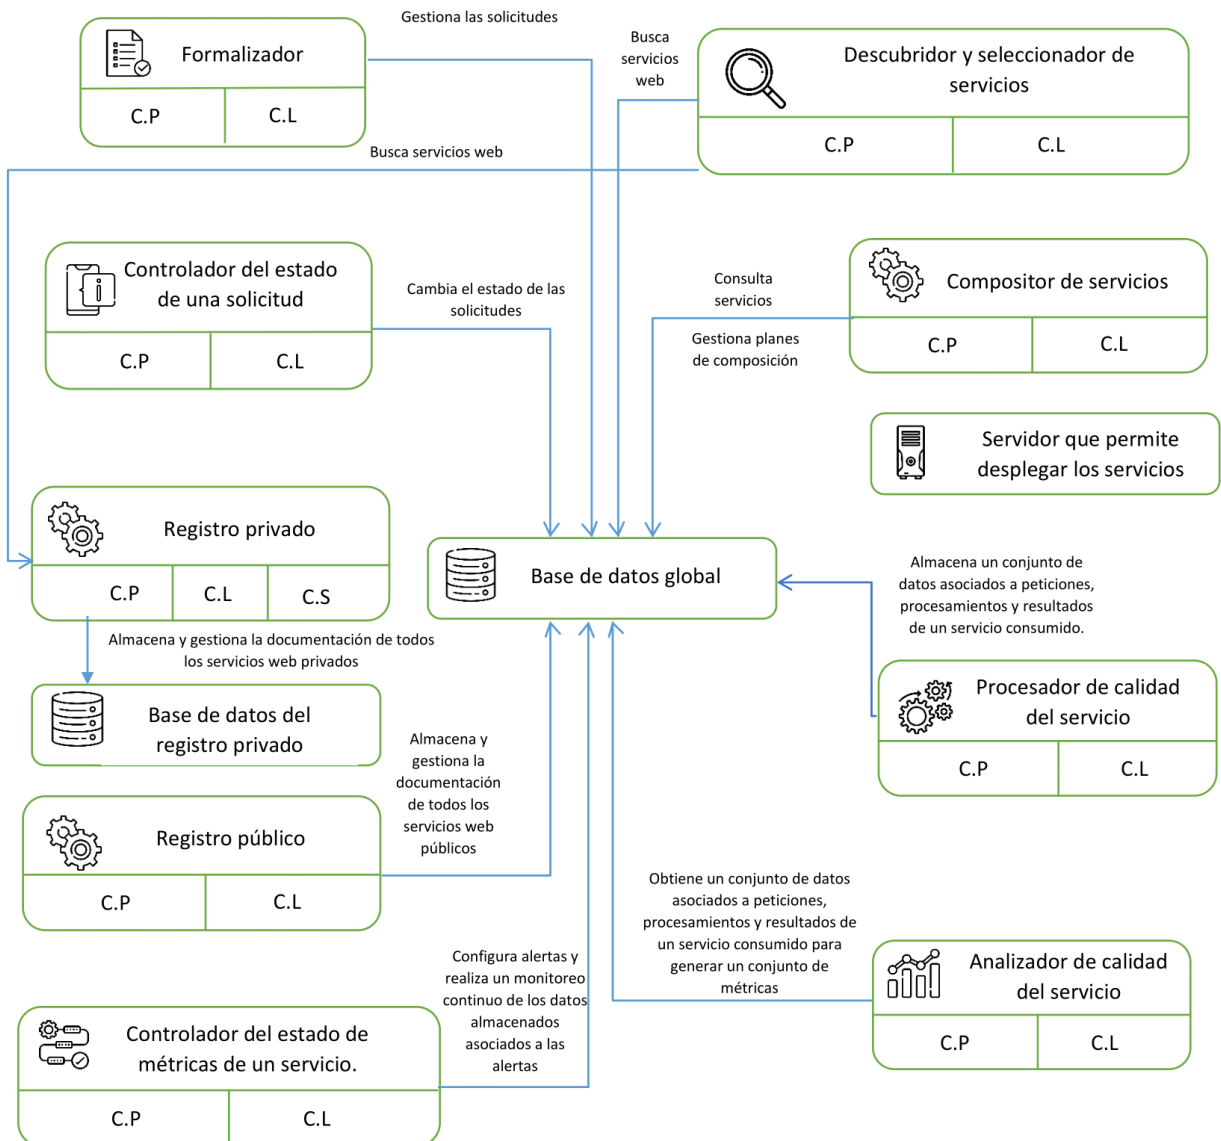 Gestiona las solicitudes
Formalizador
C.P
C.L
Busca
servicios
web
Descubridor y seleccionador de
servicios
C.P
C.L
Busca servicios web
Controlador del estado
de una solicitud
C.P
C.L
Cambia el estado de las
solicitudes
Consulta
servicios
Gestiona planes
de composición
Compositor de servicios
C.P
C.L
Servidor que permite
desplegar los servicios
Registro privado
C.P
C.L
C.S
Base de datos global
Almacena un conjunto de
datos asociados a peticiones,
procesamientos y resultados
de un servicio consumido.
Almacena y gestiona la documentación de todos
los servicios web privados
Base de datos del
registro privado
Procesador de calidad
del servicio
C.P
C.L
Almacena y
gestiona la
documentación
de todos los
servicios web
públicos
Registro público
C.P
C.L
Obtiene un conjunto de datos
asociados a peticiones,
procesamientos y resultados de
un servicio consumido para
generar un conjunto de
métricas
Analizador de calidad
del servicio
C.P
C.L
Configura alertas y
realiza un monitoreo
continuo de los datos
almacenados
asociados a las
alertas
Controlador del estado de
métricas de un servicio.
C.P
C.L